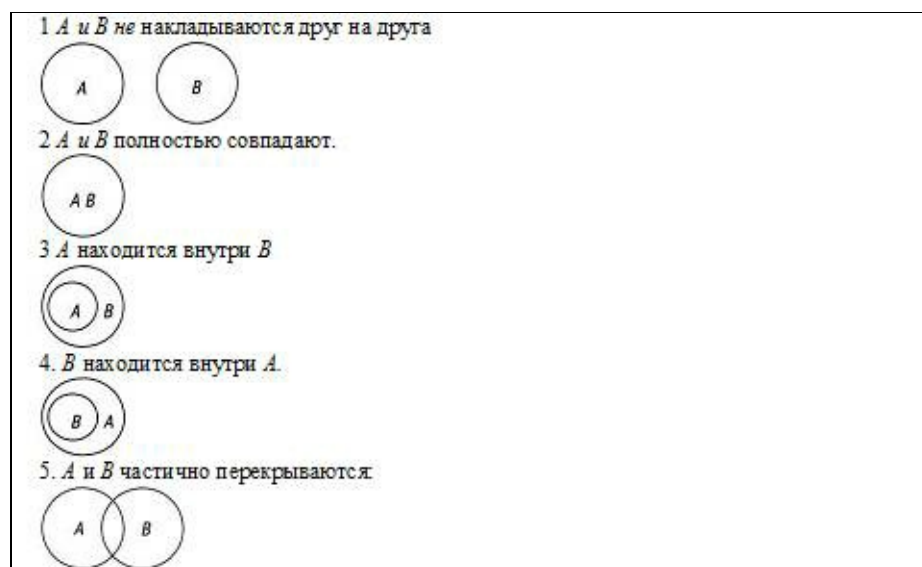 1 A и B не накладываются друг на друга
A B
2 A и B полностью совпадают.
A B
3 A находится внутри B
A B
4. B находится внутри A.
B A
5. A и B частично перекрываются:
A B